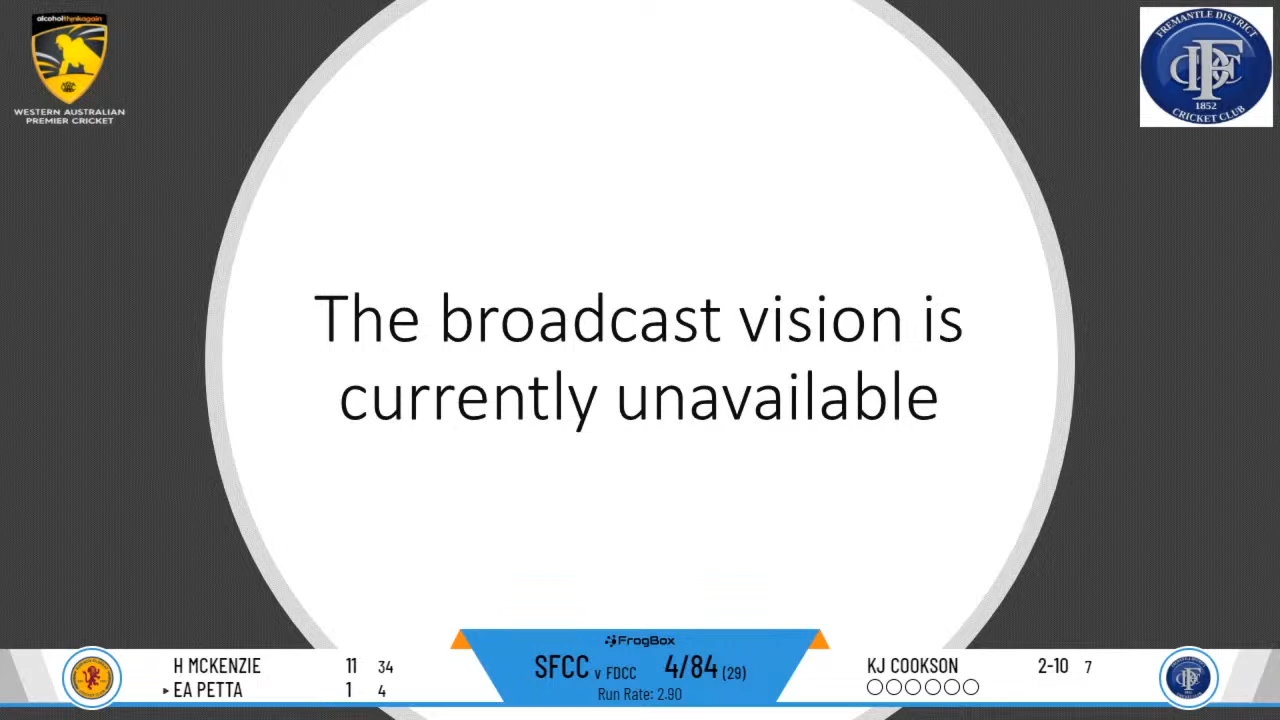 alcoholthinkagain
WESTERN AUSTRALIAN
PREMIER CRICKET
FREMANTLE DISTRICT
1852
CRICKET CLUB
The broadcast vision is
currently unavailable
FrogBox
H MCKENZIE 11 34
EA PETTA 1 4
SFCC v FDCC 4/84 (29)
Run Rate: 2.90
KJ COOKSON 2-10 7